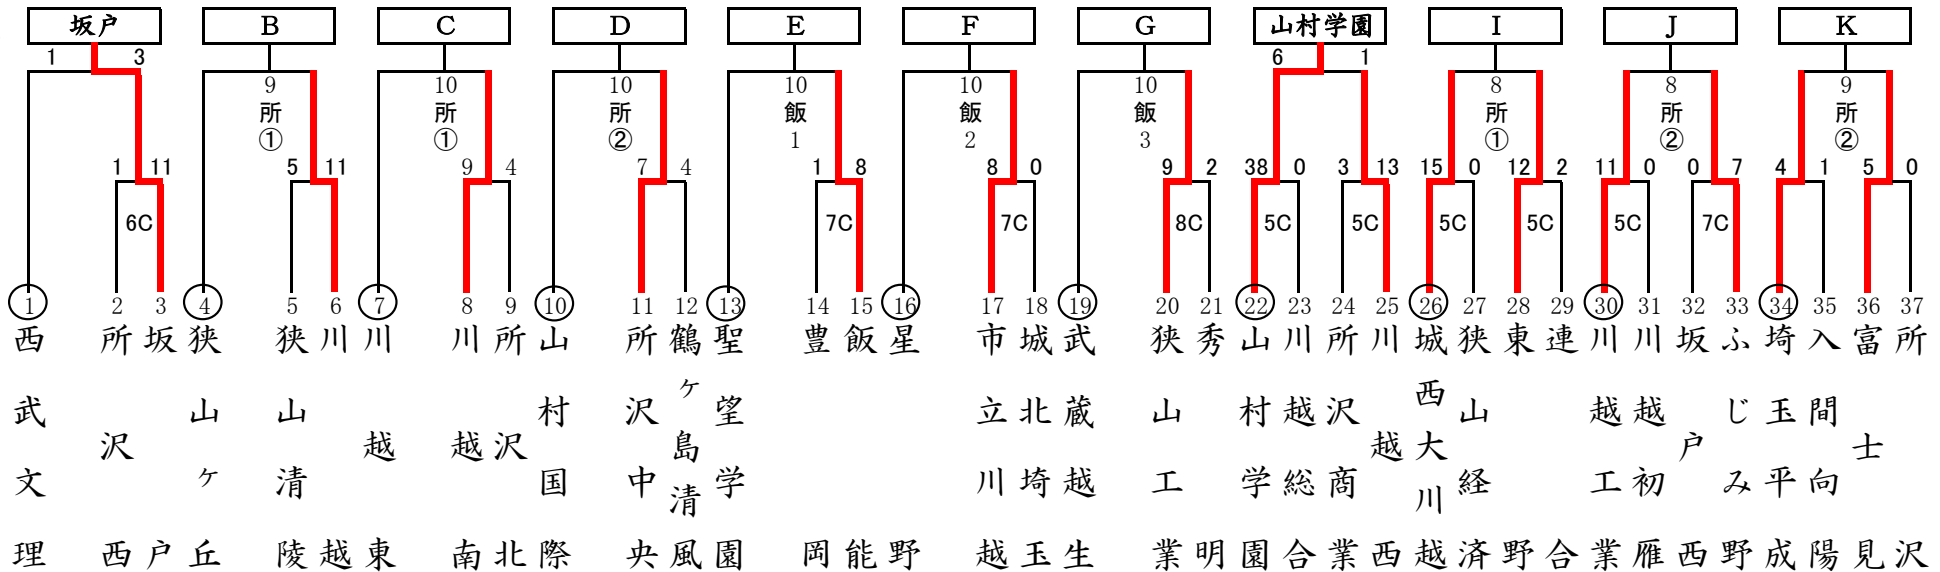 坂戸 B C D E F G 山村学園 I J K
1 3 6 1
9 10 10 10 10 10 8 8 9
所 所 所 飯 飯 飯 所 所 所
① ① ② 1 2 3 ① ② ②
1 11 5 11 9 4 7 4 1 8 8 0 9 2 38 0 3 13 15 0 12 2 11 0 0 7 4 1 5 0
6C 7C 7C 8C 5C 5C 5C 5C 5C 7C
1 2 3 4 5 6 7 8 9 10 11 12 13 14 15 16 17 18 19 20 21 22 23 24 25 26 27 28 29 30 31 32 33 34 35 36 37
西武文理
所沢西
坂戸
狭山ヶ丘
狭山清陵
川越
川越東
川越南
所沢北
山村国際
所沢中央
鶴ヶ島清風
聖望学園
豊岡
飯能
星野
市立川越
城北埼玉
武蔵越生
狭山工業
秀明
山村学園
川越総合
所沢商業
川越西
城西大川越
狭山経済
東野
連合
川越工業
川越初雁
坂戸西
ふじみ野
埼玉平成
入間向陽
富士見
所沢